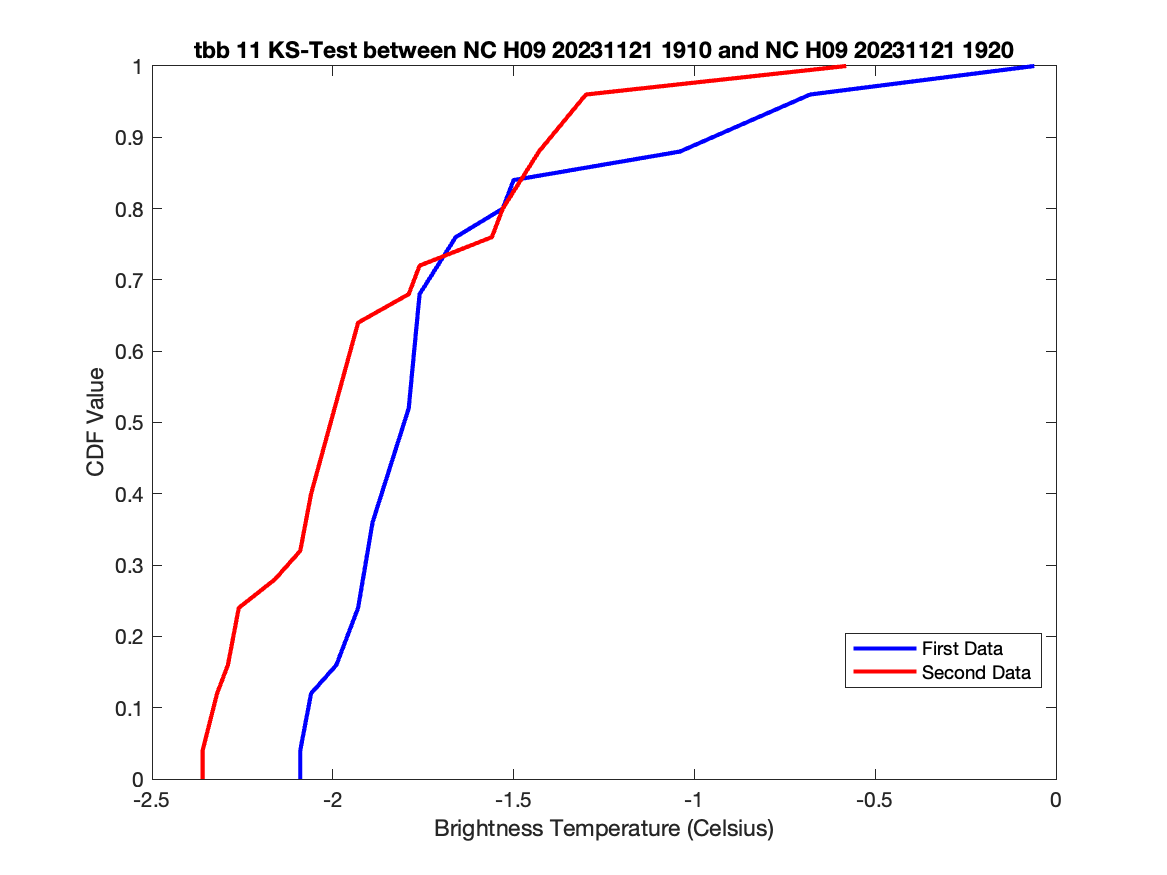 tbb 11 KS-Test between NC H09 20231121 1910 and NC H09 20231121 1920
1
0.9
0.8
0.7
0.6
0.5
0.4
0.3
0.2
0.1
0
CDF Value
First Data
Second Data
-2.5 -2 -1.5 -1 -0.5 0
Brightness Temperature (Celsius)